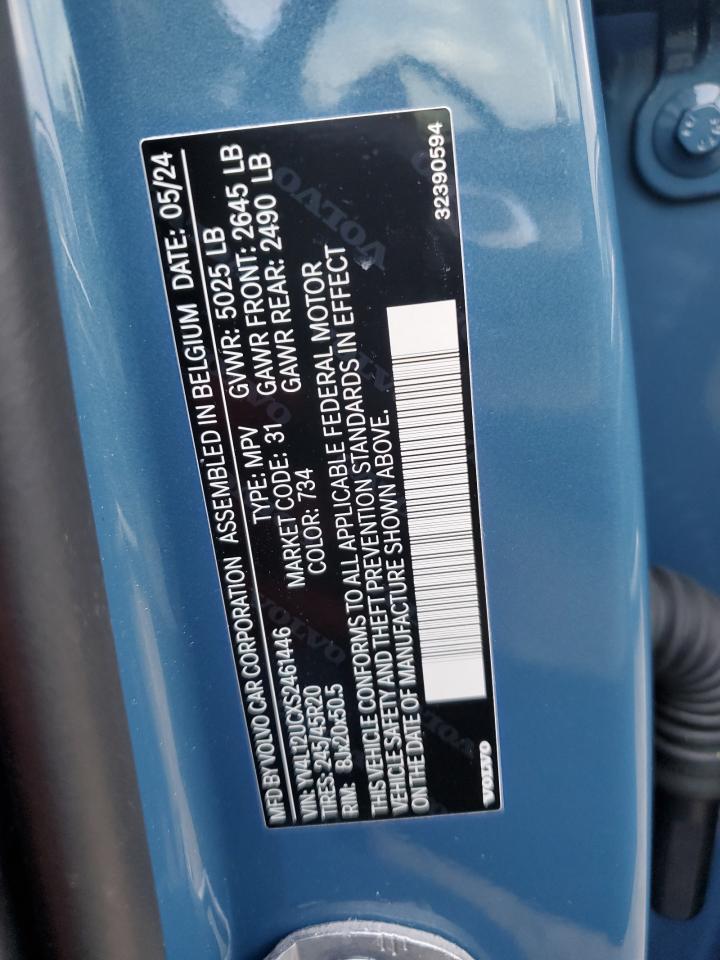 MFD BY VOLVO CAR CORPORATION ASSEMBLED IN BELGIUM DATE: 05/24
VIN: YV4L12UCXS2461446 TYPE: MPV GVWR: 5025 LB
TIRES: 245/45R20 MARKET CODE: 31 GAWR FRONT: 2645 LB
RIM: 8Jx20x50.5 COLOR: 734 GAWR REAR: 2490 LB
THIS VEHICLE CONFORMS TO ALL APPLICABLE FEDERAL MOTOR
VEHICLE SAFETY AND THEFT PREVENTION STANDARDS IN EFFECT
ON THE DATE OF MANUFACTURE SHOWN ABOVE.
VOLVO 32390594